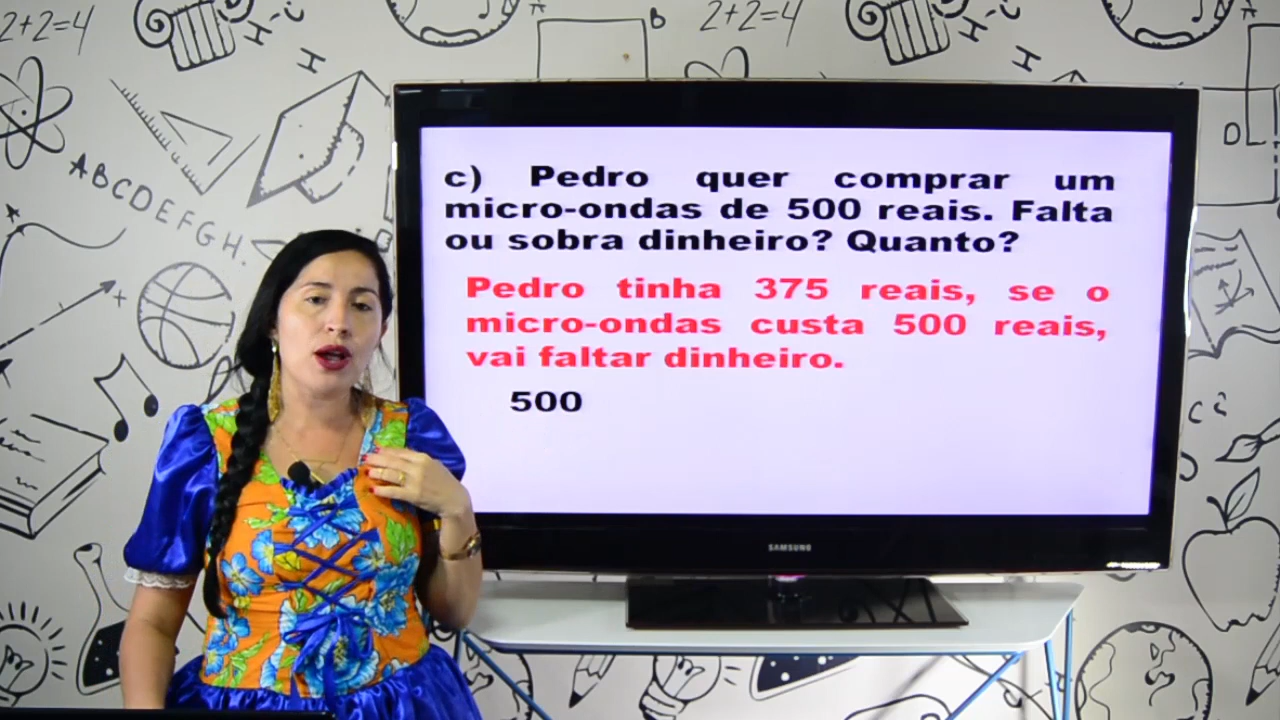 2+2=4
B
2+2=4
A
ABCDEFGH.
D
c) Pedro quer comprar um
micro-ondas de 500 reais. Falta
ou sobra dinheiro? Quanto?
Pedro tinha 375 reais, se o
micro-ondas custa 500 reais,
vai faltar dinheiro.
500
SAMSUNG